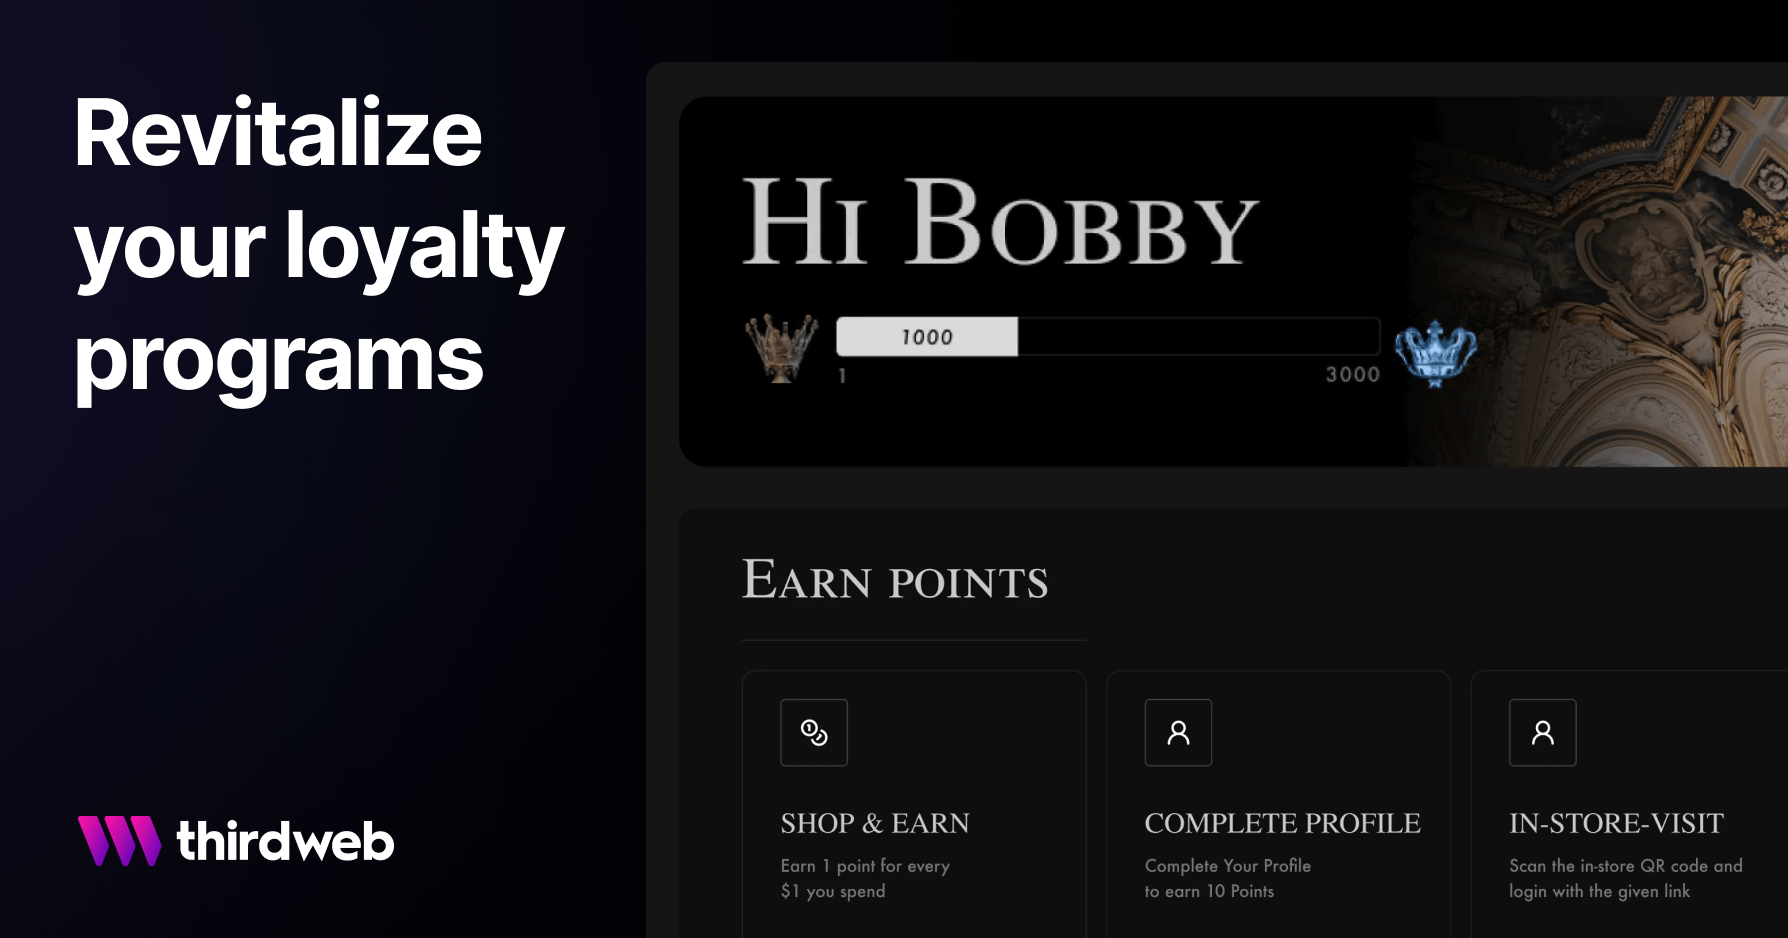 Revitalize
your loyalty
programs
thirdweb
Hi Bobby
1000
1
3000
Earn points
SHOP & EARN
Earn 1 point for every
$1 you spend
COMPLETE PROFILE
Complete Your Profile
to earn 10 Points
IN-STORE-VISIT
Scan the in-store QR code and
login with the given link